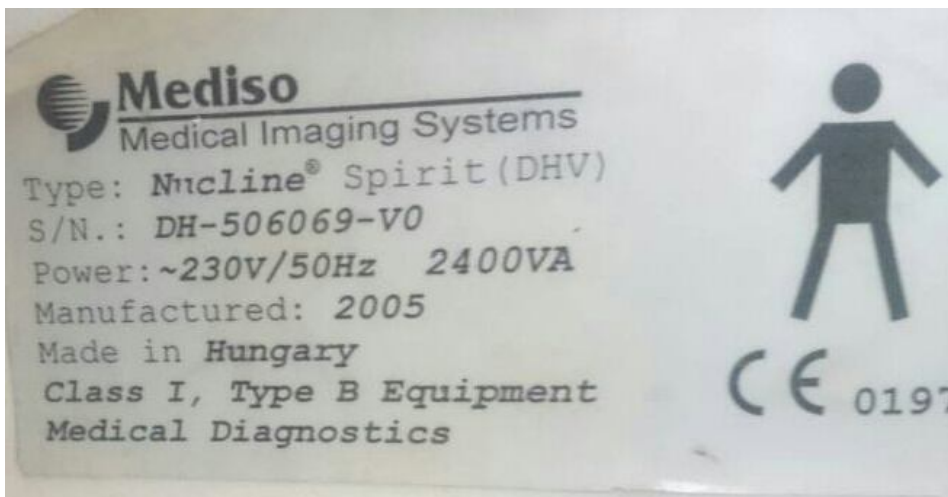 Mediso
Medical Imaging Systems
Type: Nucline® Spirit(DHV)
S/N.: DH-506069-V0
Power:~230V/50Hz 2400VA
Manufactured: 2005
Made in Hungary
Class I, Type B Equipment
Medical Diagnostics
CE 0197